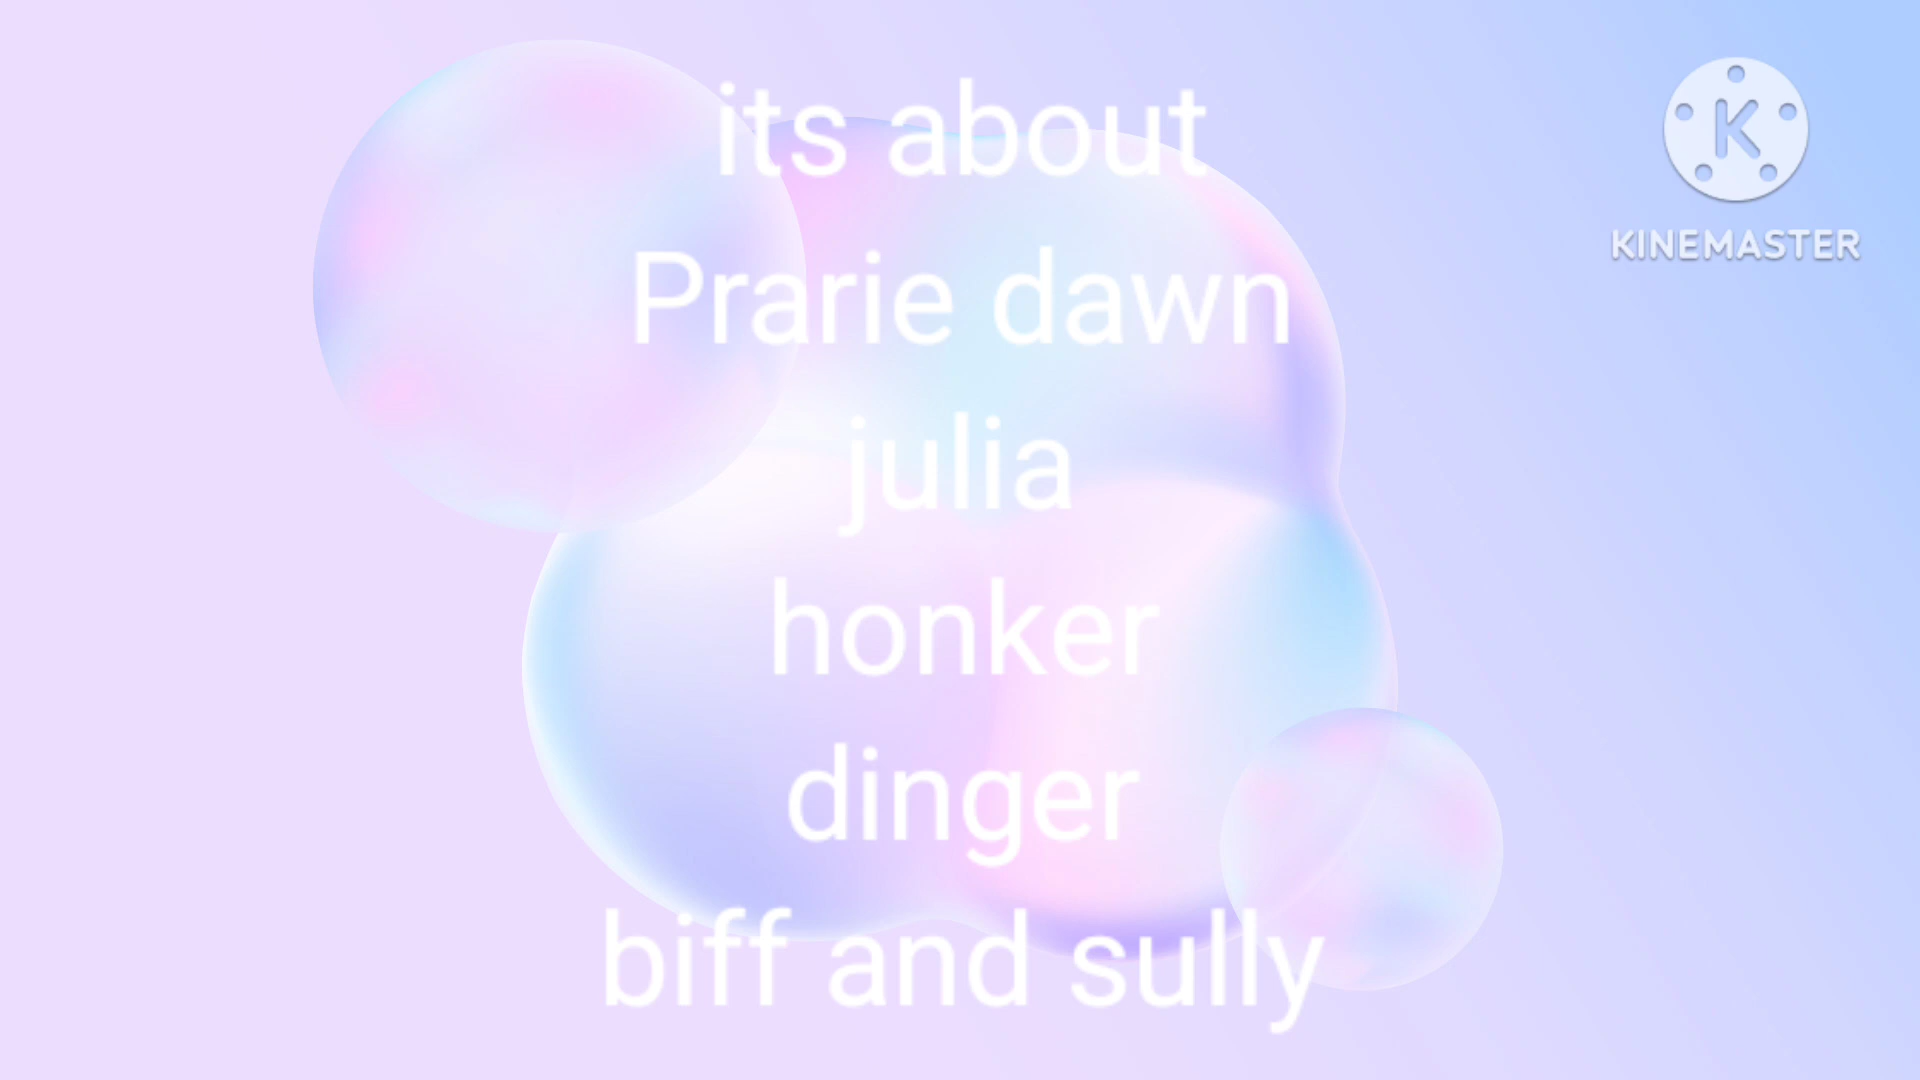 its about
Prarie dawn
julia
honker
dinger
biff and sully
K
KINEMASTER